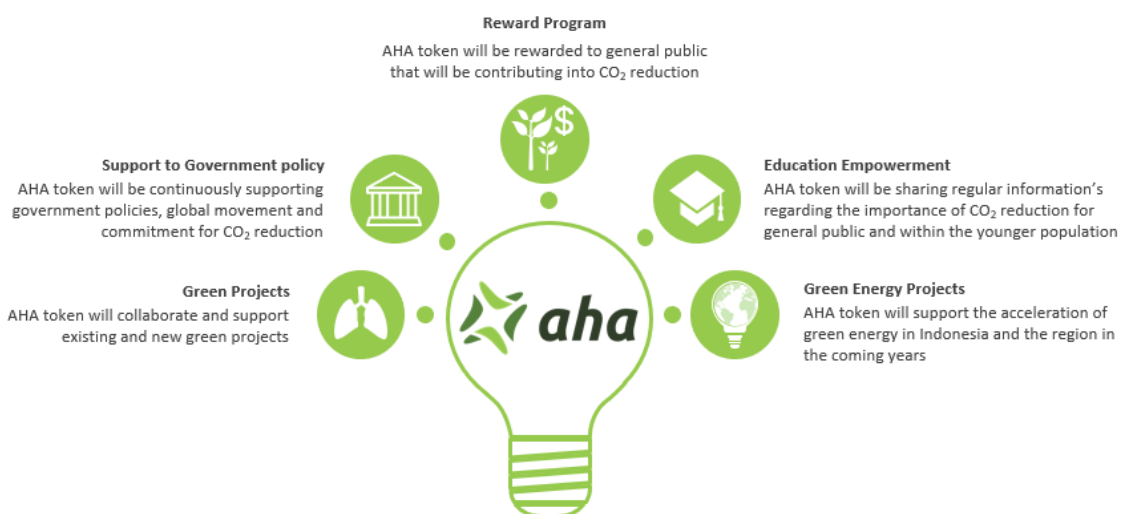 Reward Program
AHA token will be rewarded to general public
that will be contributing into CO₂ reduction
Support to Government policy
AHA token will be continuously supporting
government policies, global movement and
commitment for CO₂ reduction
Education Empowerment
AHA token will be sharing regular information's
regarding the importance of CO₂ reduction for
general public and within the younger population
Green Projects
AHA token will collaborate and support
existing and new green projects
$
aha
Green Energy Projects
AHA token will support the acceleration of
green energy in Indonesia and the region in
the coming years